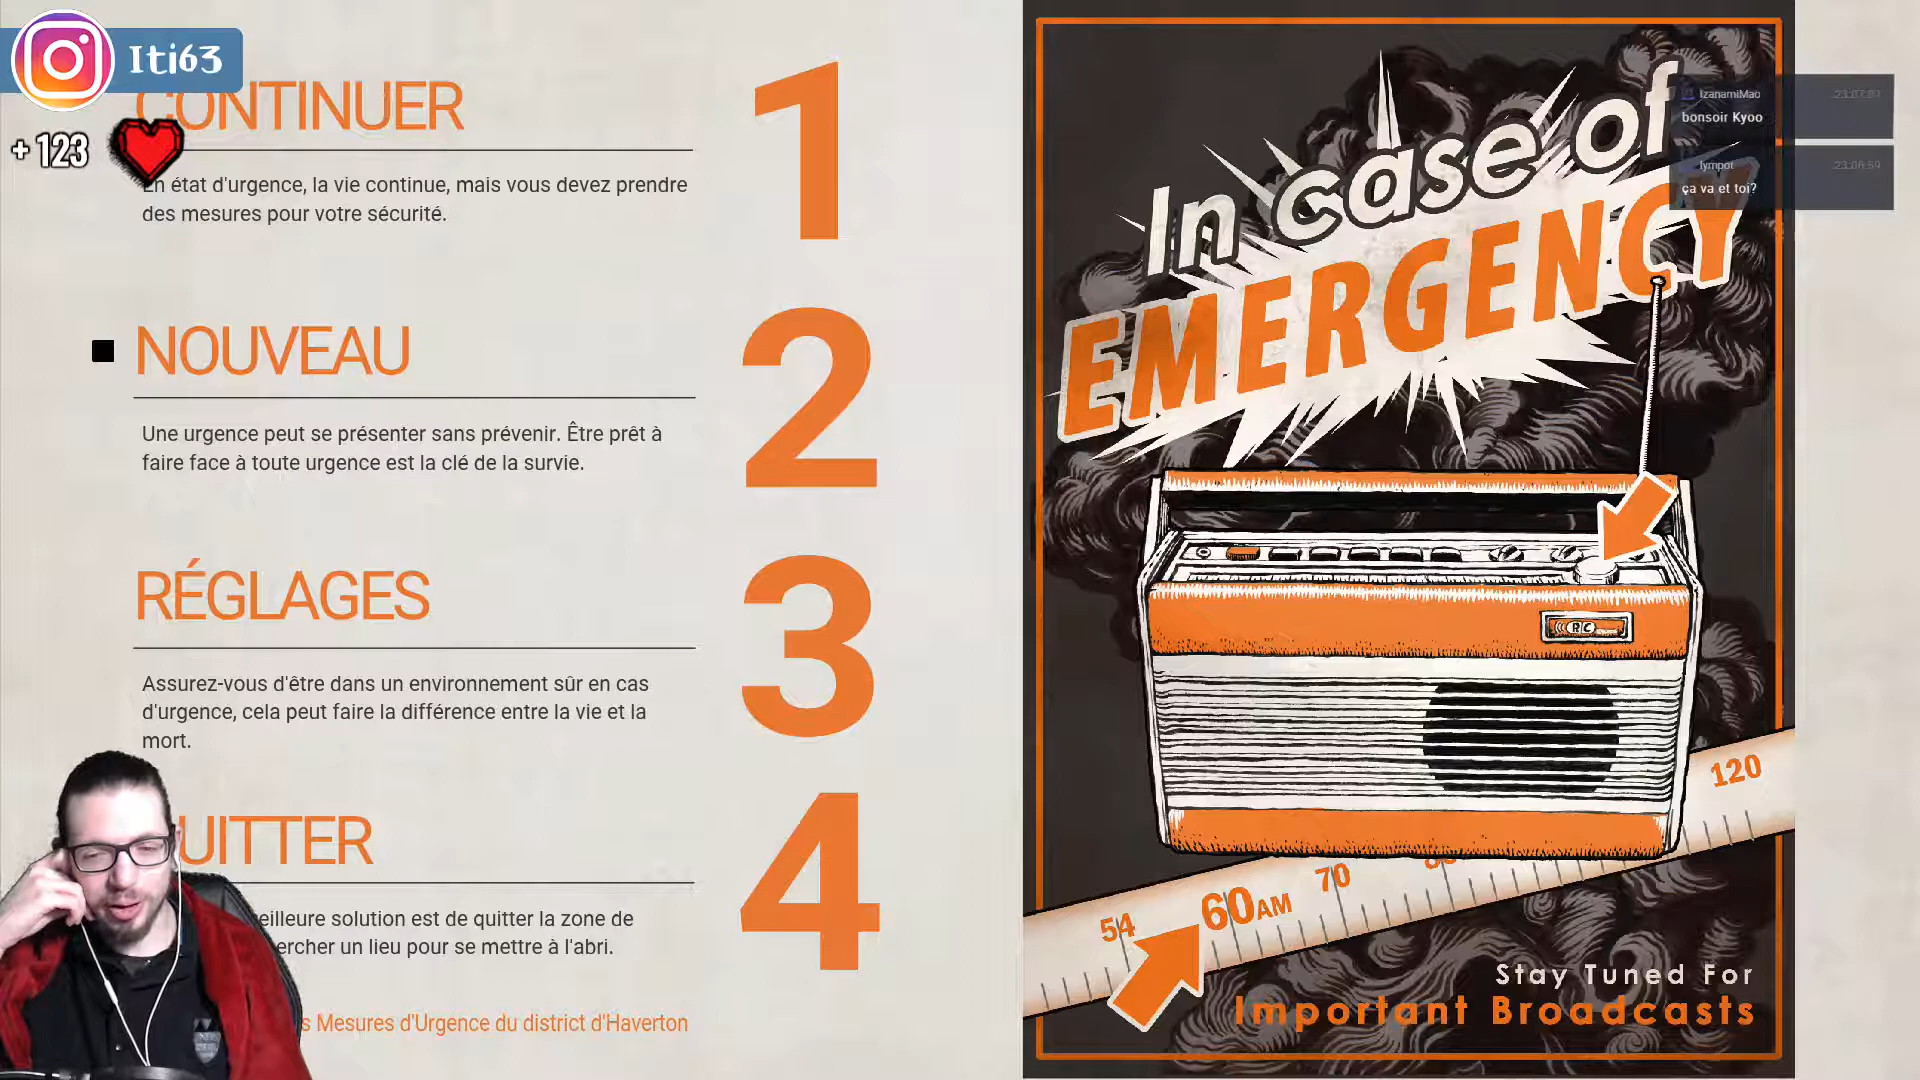 Iti63
CONTINUER
+ 123
En état d'urgence, la vie continue, mais vous devez prendre
des mesures pour votre sécurité.
1
NOUVEAU
Une urgence peut se présenter sans prévenir. Être prêt à
faire face à toute urgence est la clé de la survie.
2
RÉGLAGES
Assurez-vous d'être dans un environnement sûr en cas
d'urgence, cela peut faire la différence entre la vie et la
mort.
3
UITTER
eilleure solution est de quitter la zone de
ercher un lieu pour se mettre à l'abri.
4
s Mesures d'Urgence du district d'Haverton
In case of
EMERGENCY
IzanamiMao
bonsoir Kyoo
lympot
ça va et toi?
RC
54 60AM 70 120
Stay Tuned For
Important Broadcasts